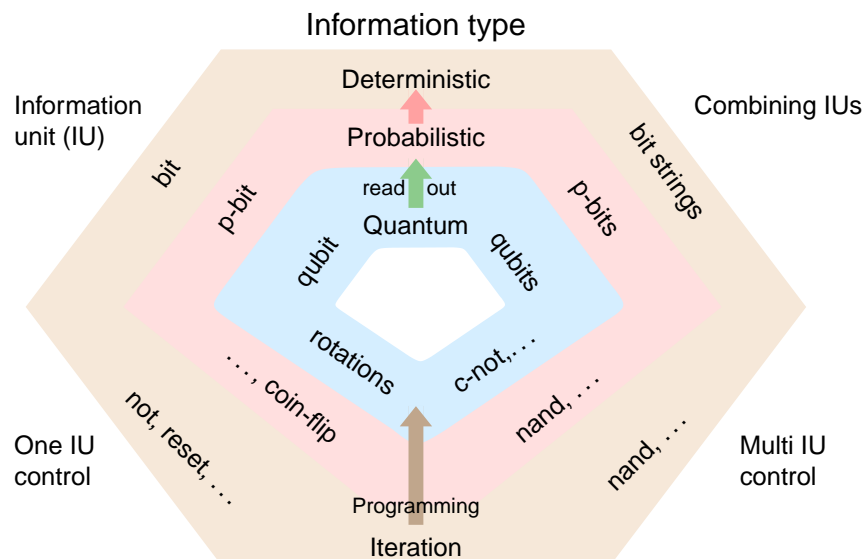 Information type
Deterministic
Information
unit (IU)
Combining IUs
bit
Probabilistic
bit strings
p-bit
p-bits
read out
Quantum
qubit
qubits
rotations
c-not,. . .
. . . , coin-flip
nand, . . .
not, reset, . . .
nand, . . .
One IU
control
Multi IU
control
Programming
Iteration